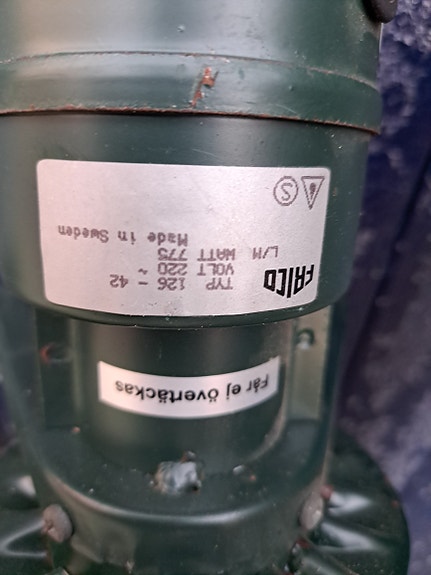 FRICO
TYP 126 - 42
VOLT 220 ~
L/M WATT 775
Made in Sweden
S
Får ej övertäckas